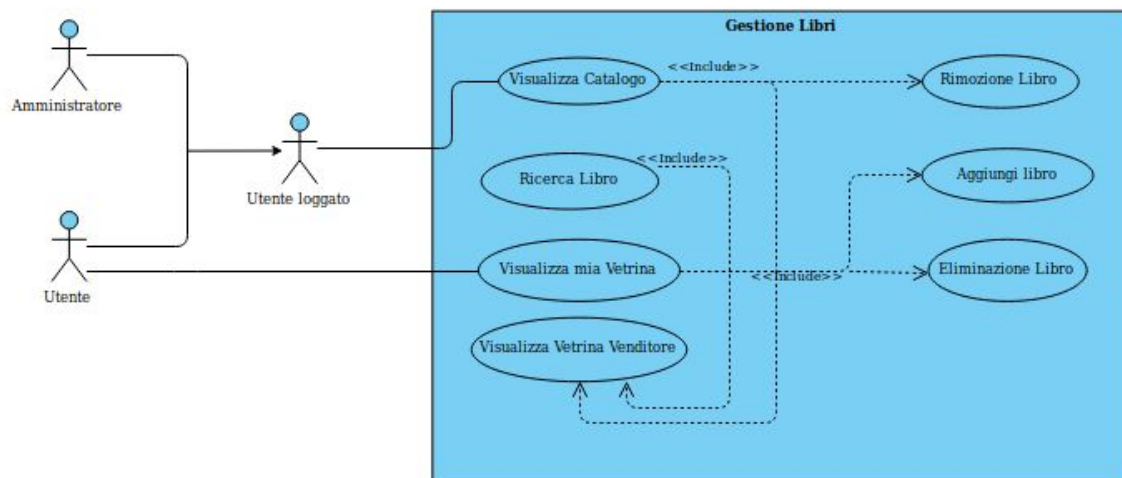 Gestione Libri
<<Include>>
Visualizza Catalogo
Rimozione Libro
Amministratore
<<Include>>
Ricerca Libro
Aggiungi libro
Utente loggato
Visualizza mia Vetrina
<<Include>>
Eliminazione Libro
Utente
Visualizza Vetrina Venditore